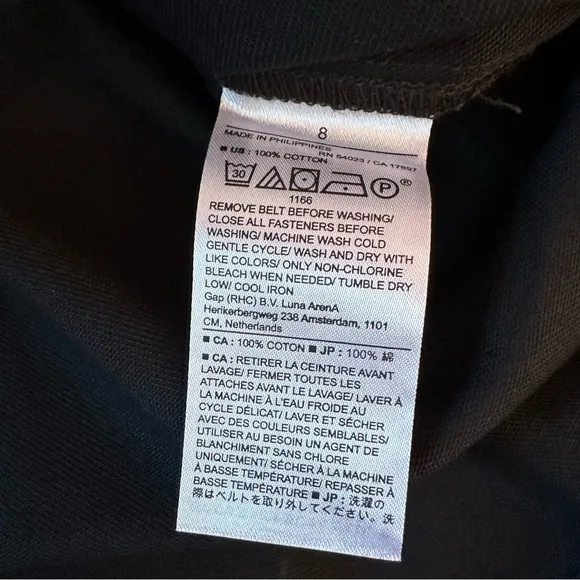 8
MADE IN PHILIPPINES
RN 54023 / CA 17897
■ US : 100% COTTON
30 P ®
1166
REMOVE BELT BEFORE WASHING/
CLOSE ALL FASTENERS BEFORE
WASHING/ MACHINE WASH COLD
GENTLE CYCLE/ WASH AND DRY WITH
LIKE COLORS/ ONLY NON-CHLORINE
BLEACH WHEN NEEDED/ TUMBLE DRY
LOW/ COOL IRON
Gap (RHC) B.V. Luna ArenA
Herikerbergweg 238 Amsterdam, 1101
CM, Netherlands
■ CA : 100% COTON ■ JP : 100% 綿
■ CA : RETIRER LA CEINTURE AVANT
LAVAGE/ FERMER TOUTES LES
ATTACHES AVANT LE LAVAGE/ LAVER À
LA MACHINE À L'EAU FROIDE AU
CYCLE DÉLICAT/ LAVER ET SÉCHER
AVEC DES COULEURS SEMBLABLES/
UTILISER AU BESOIN UN AGENT DE
BLANCHIMENT SANS CHLORE
UNIQUEMENT/ SÉCHER À LA MACHINE
À BASSE TEMPÉRATURE/ REPASSER À
BASSE TEMPÉRATURE ■ JP : 洗濯の
際はベルトを取り外してください。洗